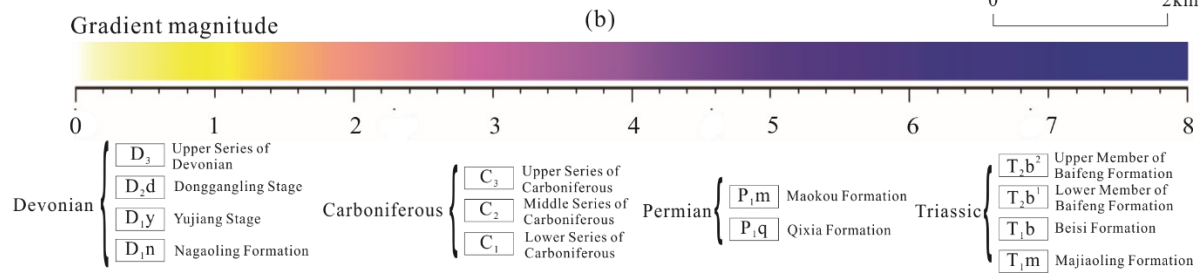 (b)
0 2km
Gradient magnitude
0 1 2 3 4 5 6 7 8
Devonian
D₃ Upper Series of
Devonian
D₂d Donggangling Stage
D₁y Yujiang Stage
D₁n Nagaoling Formation
Carboniferous
C₃ Upper Series of
Carboniferous
C₂ Middle Series of
Carboniferous
C₁ Lower Series of
Carboniferous
Permian
P₁m Maokou Formation
P₁q Qixia Formation
Triassic
T₂b² Upper Member of
Baifeng Formation
T₂b¹ Lower Member of
Baifeng Formation
T₁b Beisi Formation
T₁m Majiaoling Formation